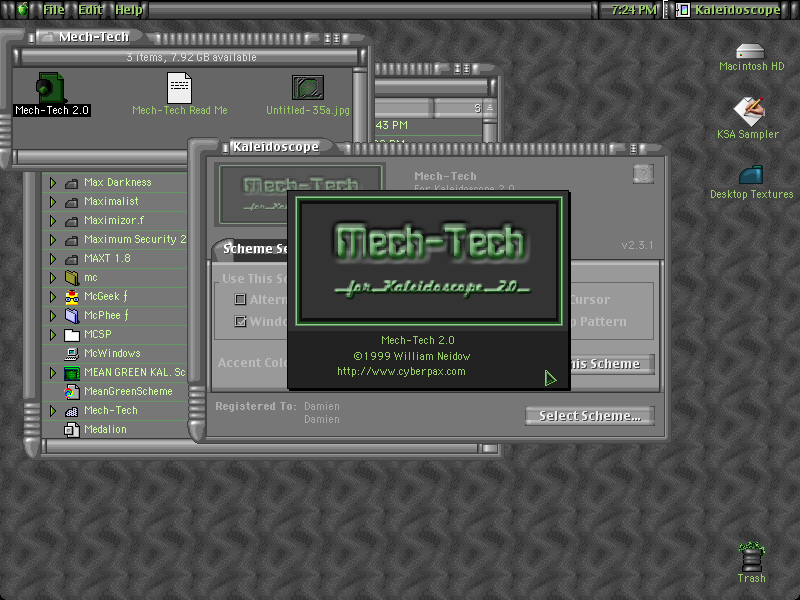 File Edit Help
7:24 PM
Kaleidoscope
Mech-Tech
3 items, 7.92 GB available
Mech-Tech 2.0
Mech-Tech Read Me
Untitled-35a.jpg
S
43 PM
Max Darkness
Maximalist
Maximizor.f
Maximum Security 2
MAXT 1.8
mc
McGeek ƒ
McPhee ƒ
MCSP
McWindows
MEAN GREEN KAL. Sc
MeanGreenScheme
Mech-Tech
Medalion
Kaleidoscope
Mech-Tech
Mech-Tech
For Kaleidoscope 2.0
v2.3.1
Scheme Se
Use This Sc
Altern
Windo
Cursor
Pattern
Accent Colo
his Scheme
Registered To: Damien
Damien
Select Scheme...
Mech-Tech
for Kaleidoscope 2.0
Mech-Tech 2.0
©1999 William Neidow
http://www.cyberpax.com
Macintosh HD
KSA Sampler
Desktop Textures
Trash